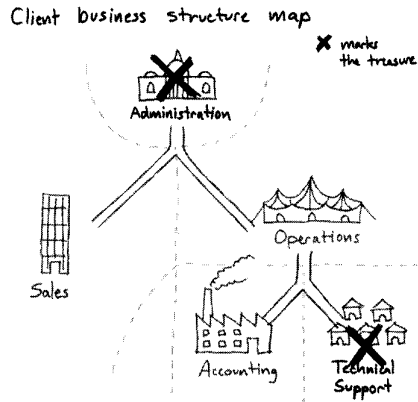 Client business structure map
X marks
the treasure
Administration
Sales
Operations
Accounting
Technical
Support